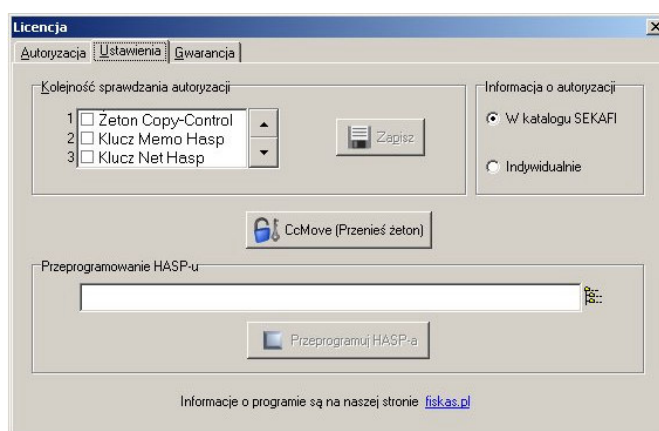 Licencja
Autoryzacja Ustawienia Gwarancja
Kolejność sprawdzania autoryzacji
1 Żeton Copy-Control
2 Klucz Memo Hasp
3 Klucz Net Hasp
Zapisz
Informacja o autoryzacji
W katalogu SEKAFI
Indywidualnie
CcMove (Przenieś żeton)
Przeprogramowanie HASP-u
Przeprogramuj HASP-a
Informacje o programie są na naszej stronie fiskas.pl